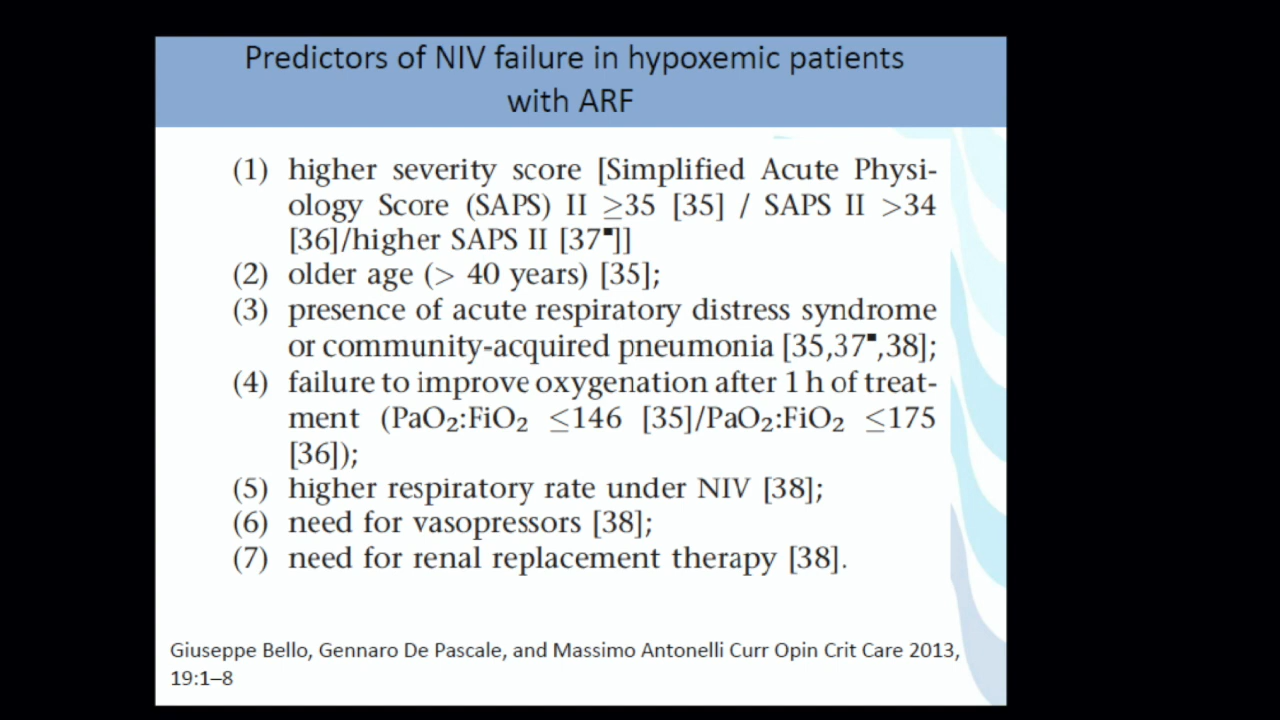 Predictors of NIV failure in hypoxemic patients
with ARF
(1) higher severity score [Simplified Acute Physi-
ology Score (SAPS) II ≥35 [35] / SAPS II >34
[36]/higher SAPS II [37▪]]
(2) older age (> 40 years) [35];
(3) presence of acute respiratory distress syndrome
or community-acquired pneumonia [35,37▪,38];
(4) failure to improve oxygenation after 1 h of treat-
ment (PaO₂:FiO₂ ≤146 [35]/PaO₂:FiO₂ ≤175
[36]);
(5) higher respiratory rate under NIV [38];
(6) need for vasopressors [38];
(7) need for renal replacement therapy [38].
Giuseppe Bello, Gennaro De Pascale, and Massimo Antonelli Curr Opin Crit Care 2013,
19:1–8